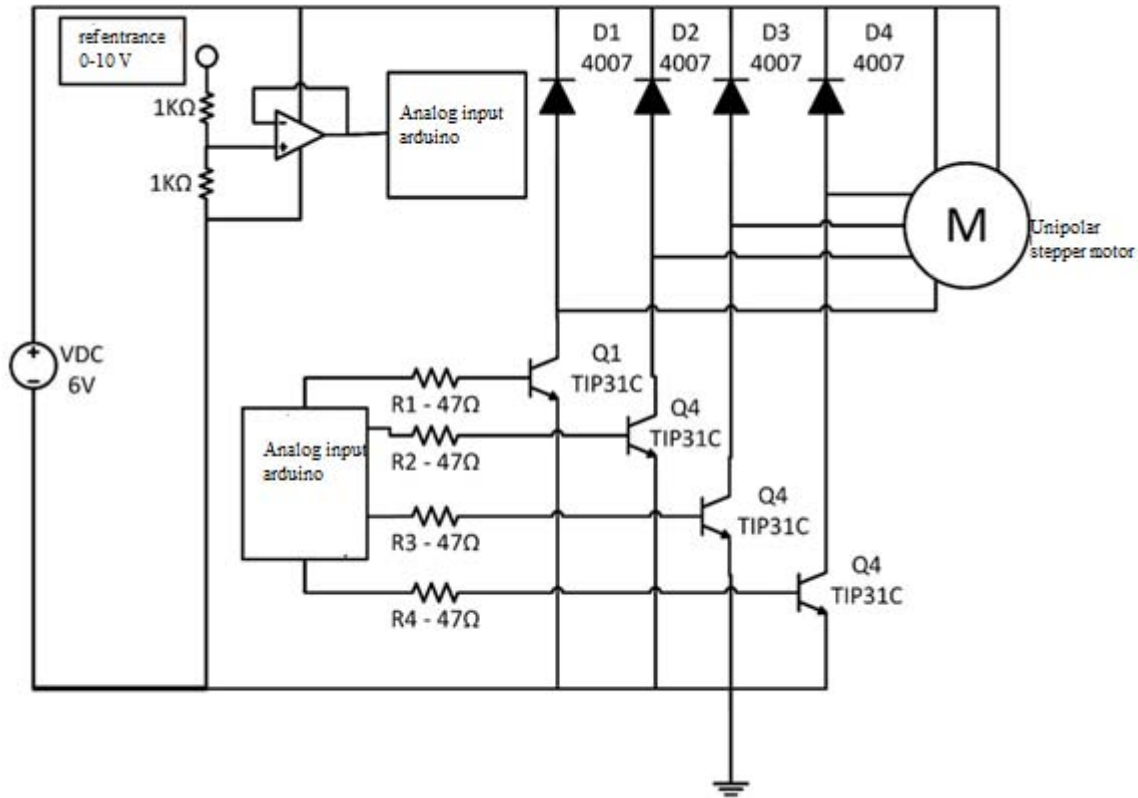 ref entrance
0-10 V
1KΩ
1KΩ
Analog input
arduino
D1
4007
D2
4007
D3
4007
D4
4007
M
Unipolar
stepper motor
+
VDC
-
6V
Analog input
arduino
R1 - 47Ω
R2 - 47Ω
R3 - 47Ω
R4 - 47Ω
Q1
TIP31C
Q4
TIP31C
Q4
TIP31C
Q4
TIP31C